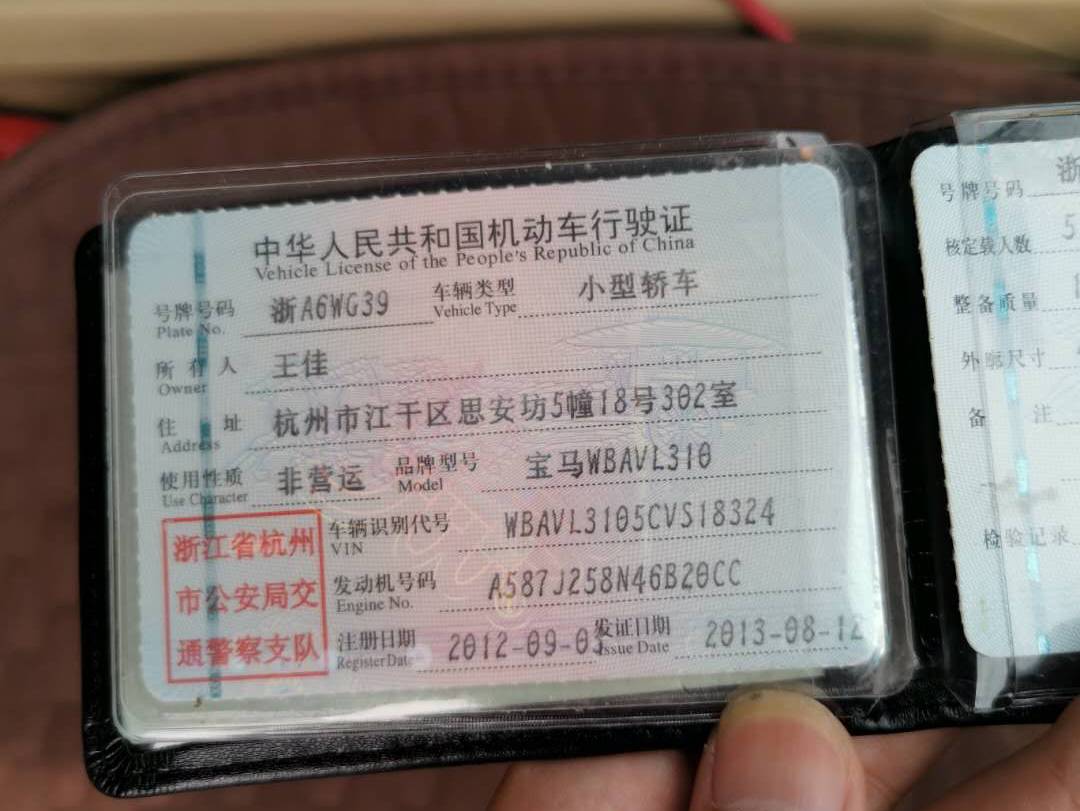 中华人民共和国机动车行驶证
Vehicle License of the People's Republic of China
号牌号码 浙A6WG39 车辆类型 小型轿车
Plate No. Vehicle Type
所有人 王佳
Owner
住址 杭州市江干区思安坊5幢18号302室
Address
使用性质 非营运 品牌型号 宝马WBAVL310
Use Character Model
车辆识别代号 WBAVL3105CVS18324
VIN
发动机号码 A587J258N46B20CC
Engine No.
注册日期 2012-09-03 发证日期 2013-08-12
Register Date Issue Date
浙江省杭州
市公安局交
通警察支队
号牌号码 浙
核定载人数 5
整备质量
外廓尺寸
备注
检验记录